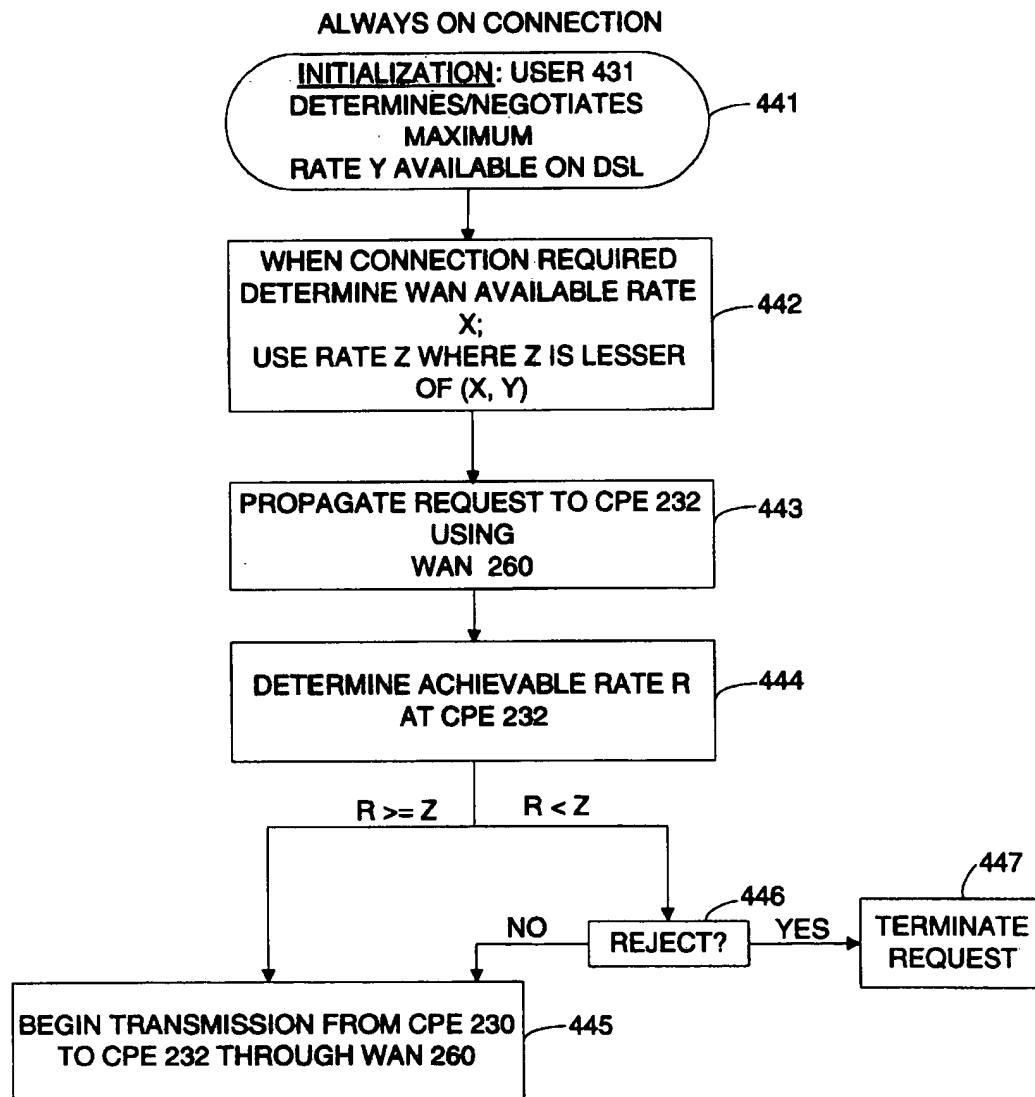 ALWAYS ON CONNECTION
INITIALIZATION: USER 431
DETERMINES/NEGOTIATES
MAXIMUM
RATE Y AVAILABLE ON DSL
441
WHEN CONNECTION REQUIRED
DETERMINE WAN AVAILABLE RATE
X;
USE RATE Z WHERE Z IS LESSER
OF (X, Y)
442
PROPAGATE REQUEST TO CPE 232
USING
WAN 260
443
DETERMINE ACHIEVABLE RATE R
AT CPE 232
444
R >= Z
R < Z
446
447
NO
REJECT?
YES
TERMINATE
REQUEST
BEGIN TRANSMISSION FROM CPE 230
TO CPE 232 THROUGH WAN 260
445